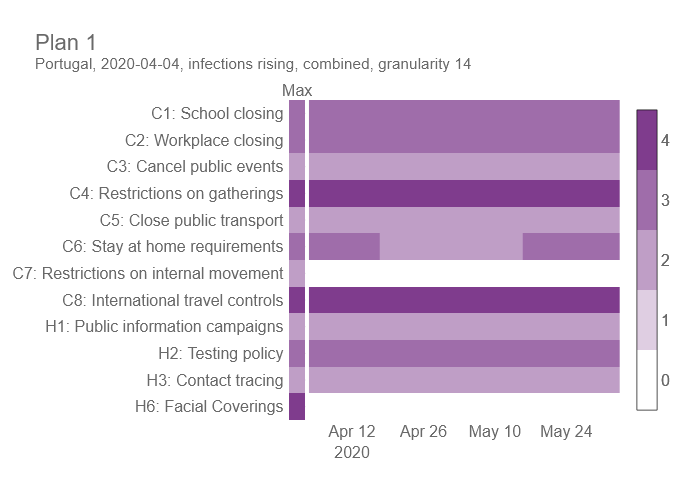 Plan 1
Portugal, 2020-04-04, infections rising, combined, granularity 14
Max
C1: School closing
C2: Workplace closing
C3: Cancel public events
C4: Restrictions on gatherings
C5: Close public transport
C6: Stay at home requirements
C7: Restrictions on internal movement
C8: International travel controls
H1: Public information campaigns
H2: Testing policy
H3: Contact tracing
H6: Facial Coverings
Apr 12 Apr 26 May 10 May 24
2020
4
3
2
1
0